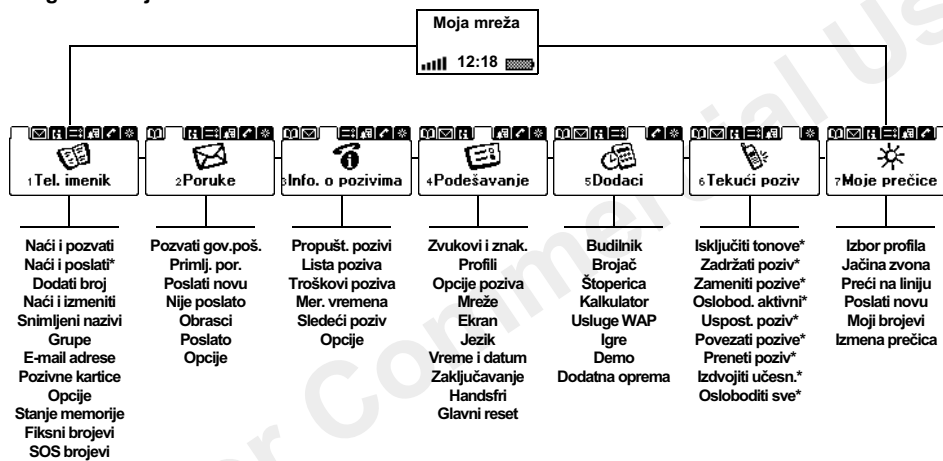 Moja mreža
12:18
1Tel. imenik
2Poruke
3Info. o pozivima
4Podešavanje
5Dodaci
6Tekući poziv
7Moje prečice
Naći i pozvati
Naći i poslati*
Dodati broj
Naći i izmeniti
Snimljeni nazivi
Grupe
E-mail adrese
Pozivne kartice
Opcije
Stanje memorije
Fiksni brojevi
SOS brojevi
Pozvati gov.poš.
Primlj. por.
Poslati novu
Nije poslato
Obrasci
Poslato
Opcije
Propušt. pozivi
Lista poziva
Troškovi poziva
Mer. vremena
Sledeći poziv
Opcije
Zvukovi i znak.
Profili
Opcije poziva
Mreže
Ekran
Jezik
Vreme i datum
Zaključavanje
Handsfri
Glavni reset
Budilnik
Brojač
Štoperica
Kalkulator
Usluge WAP
Igre
Demo
Dodatna oprema
Isključiti tonove*
Zadržati poziv*
Zameniti pozive*
Oslobod. aktivni*
Uspost. poziv*
Povezati pozive*
Preneti poziv*
Izdvojiti učesn.*
Osloboditi sve*
Izbor profila
Jačina zvona
Preći na liniju
Poslati novu
Moji brojevi
Izmena prečica